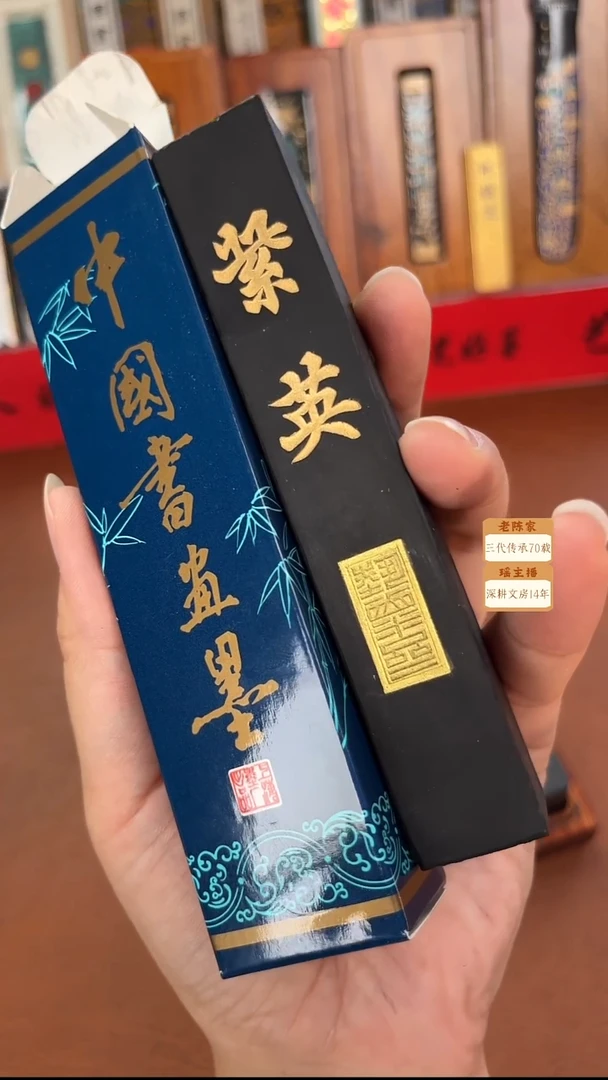 中國書畫墨
紫英
老陈家
三代传承70载
瑶主播
深耕文房14年